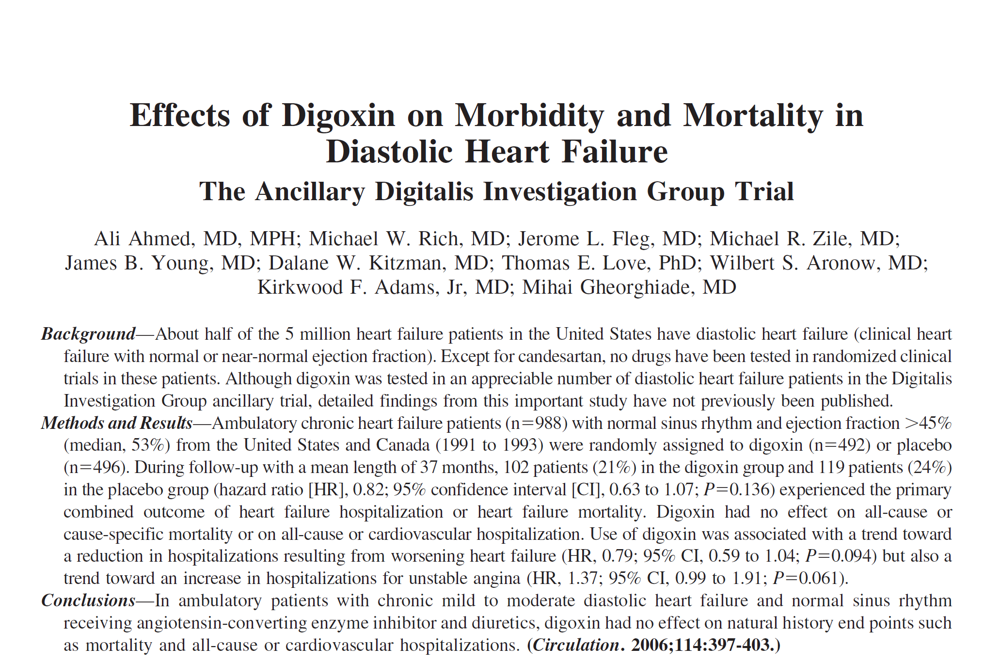 Effects of Digoxin on Morbidity and Mortality in
Diastolic Heart Failure
The Ancillary Digitalis Investigation Group Trial
Ali Ahmed, MD, MPH; Michael W. Rich, MD; Jerome L. Fleg, MD; Michael R. Zile, MD;
James B. Young, MD; Dalane W. Kitzman, MD; Thomas E. Love, PhD; Wilbert S. Aronow, MD;
Kirkwood F. Adams, Jr, MD; Mihai Gheorghiade, MD
Background—About half of the 5 million heart failure patients in the United States have diastolic heart failure (clinical heart
failure with normal or near-normal ejection fraction). Except for candesartan, no drugs have been tested in randomized clinical
trials in these patients. Although digoxin was tested in an appreciable number of diastolic heart failure patients in the Digitalis
Investigation Group ancillary trial, detailed findings from this important study have not previously been published.
Methods and Results—Ambulatory chronic heart failure patients (n=988) with normal sinus rhythm and ejection fraction >45%
(median, 53%) from the United States and Canada (1991 to 1993) were randomly assigned to digoxin (n=492) or placebo
(n=496). During follow-up with a mean length of 37 months, 102 patients (21%) in the digoxin group and 119 patients (24%)
in the placebo group (hazard ratio [HR], 0.82; 95% confidence interval [CI], 0.63 to 1.07; P=0.136) experienced the primary
combined outcome of heart failure hospitalization or heart failure mortality. Digoxin had no effect on all-cause or
cause-specific mortality or on all-cause or cardiovascular hospitalization. Use of digoxin was associated with a trend toward
a reduction in hospitalizations resulting from worsening heart failure (HR, 0.79; 95% CI, 0.59 to 1.04; P=0.094) but also a
trend toward an increase in hospitalizations for unstable angina (HR, 1.37; 95% CI, 0.99 to 1.91; P=0.061).
Conclusions—In ambulatory patients with chronic mild to moderate diastolic heart failure and normal sinus rhythm
receiving angiotensin-converting enzyme inhibitor and diuretics, digoxin had no effect on natural history end points such
as mortality and all-cause or cardiovascular hospitalizations. (Circulation. 2006;114:397-403.)